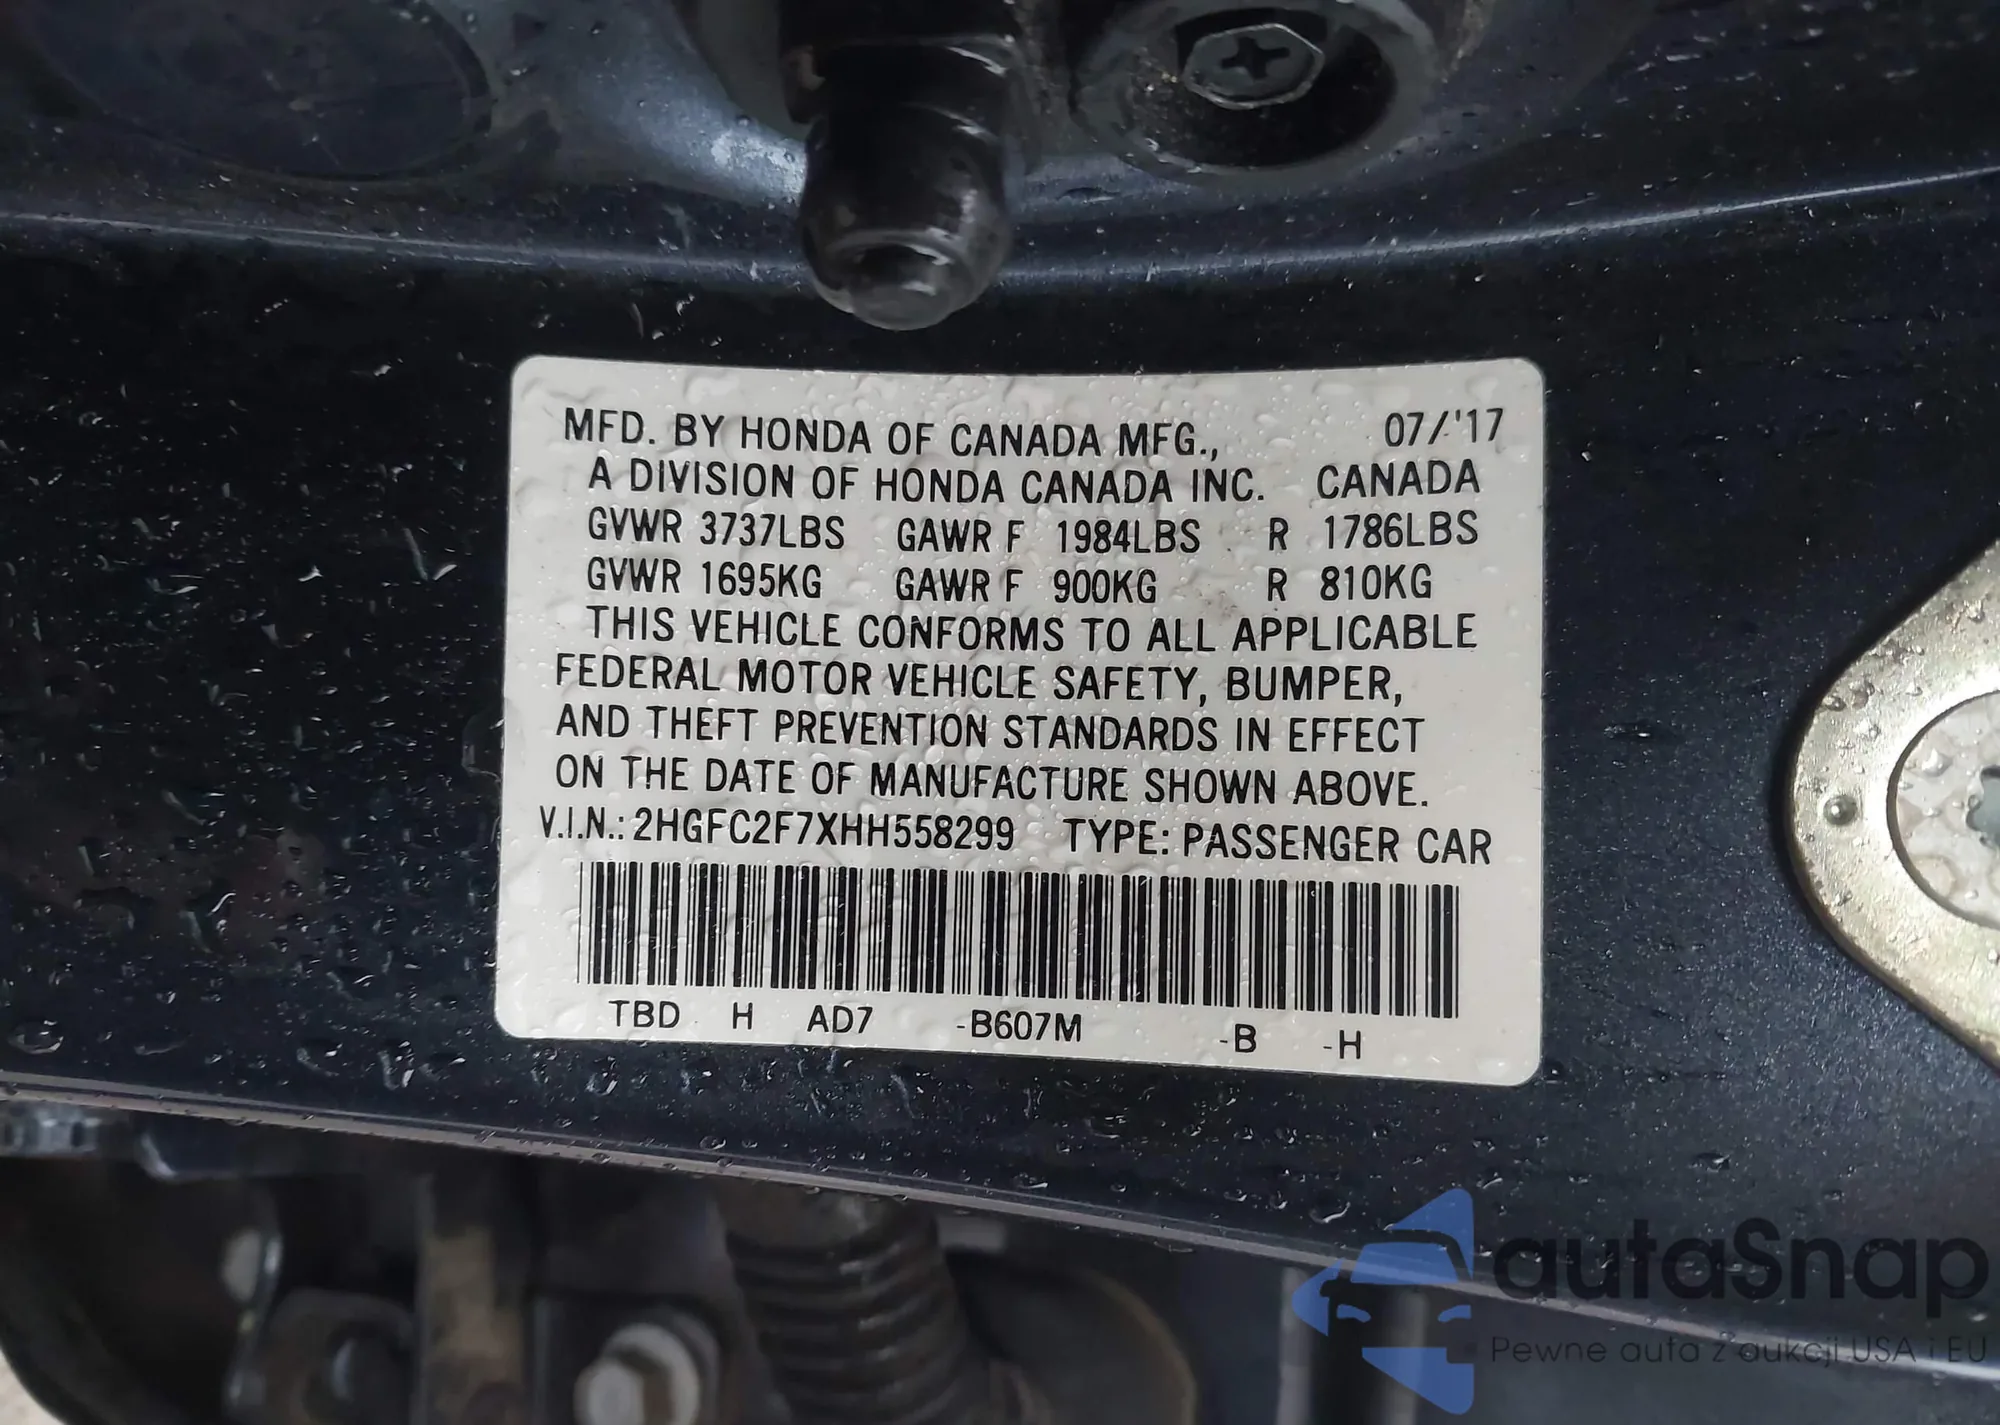 MFD. BY HONDA OF CANADA MFG., 07/'17
A DIVISION OF HONDA CANADA INC. CANADA
GVWR 3737LBS GAWR F 1984LBS R 1786LBS
GVWR 1695KG GAWR F 900KG R 810KG
THIS VEHICLE CONFORMS TO ALL APPLICABLE
FEDERAL MOTOR VEHICLE SAFETY, BUMPER,
AND THEFT PREVENTION STANDARDS IN EFFECT
ON THE DATE OF MANUFACTURE SHOWN ABOVE.
V.I.N.: 2HGFC2F7XHH558299 TYPE: PASSENGER CAR
TBD H AD7 -B607M -B -H
autaSnap
Pewne auta z aukcji USA i EU